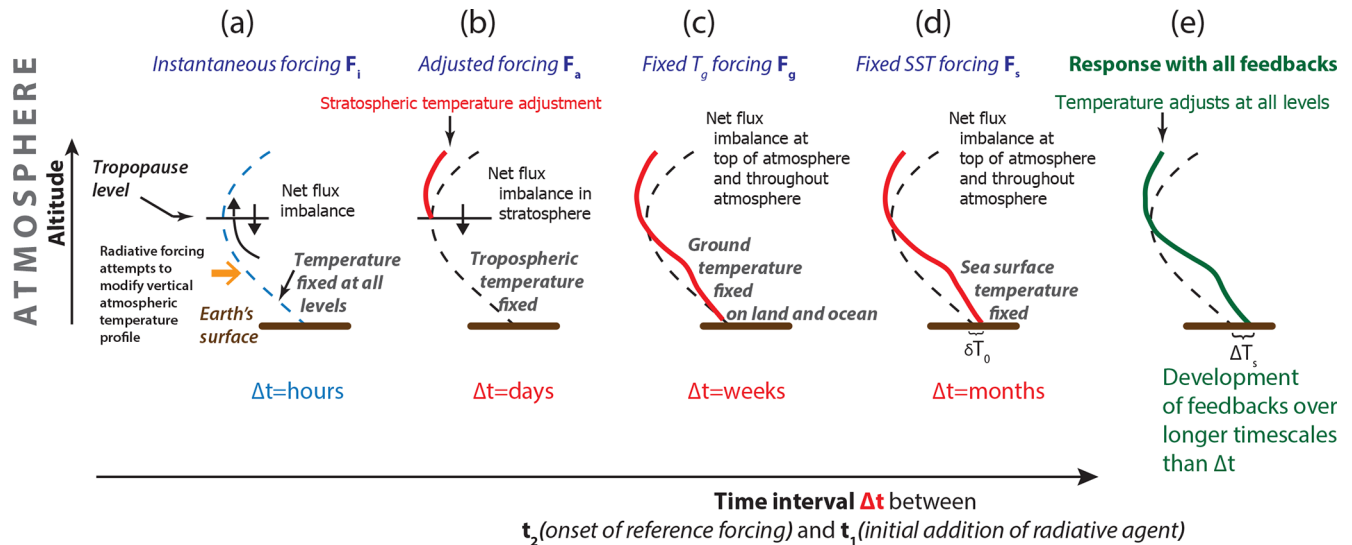 (a)
Instantaneous forcing Fi
(b)
Adjusted forcing Fa
Stratospheric temperature adjustment
(c)
Fixed Tg forcing Fg
(d)
Fixed SST forcing Fs
(e)
Response with all feedbacks
Temperature adjusts at all levels
ATMOSPHERE
Altitude
Tropopause
level
Net flux
imbalance
Radiative forcing
attempts to
modify vertical
atmospheric
temperature
profile
Temperature
fixed at all
levels
Earth's
surface
Δt=hours
Net flux
imbalance in
stratosphere
Tropospheric
temperature
fixed
Δt=days
Net flux
imbalance at
top of atmosphere
and throughout
atmosphere
Ground
temperature
fixed
on land and ocean
Δt=weeks
Net flux
imbalance at
top of atmosphere
and throughout
atmosphere
Sea surface
temperature
fixed
δT0
Δt=months
ΔTs
Development
of feedbacks over
longer timescales
than Δt
Time interval Δt between
t2(onset of reference forcing) and t1(initial addition of radiative agent)